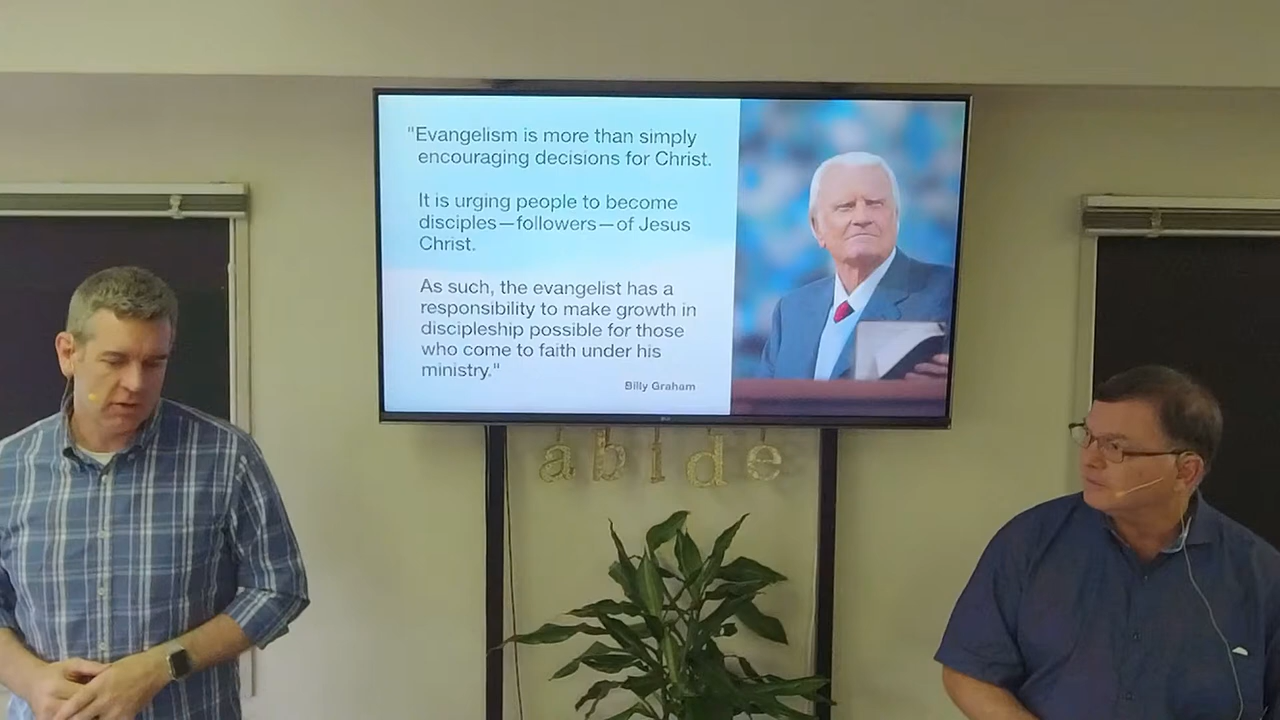 "Evangelism is more than simply
encouraging decisions for Christ.
It is urging people to become
disciples—followers—of Jesus
Christ.
As such, the evangelist has a
responsibility to make growth in
discipleship possible for those
who come to faith under his
ministry."
Billy Graham
abide